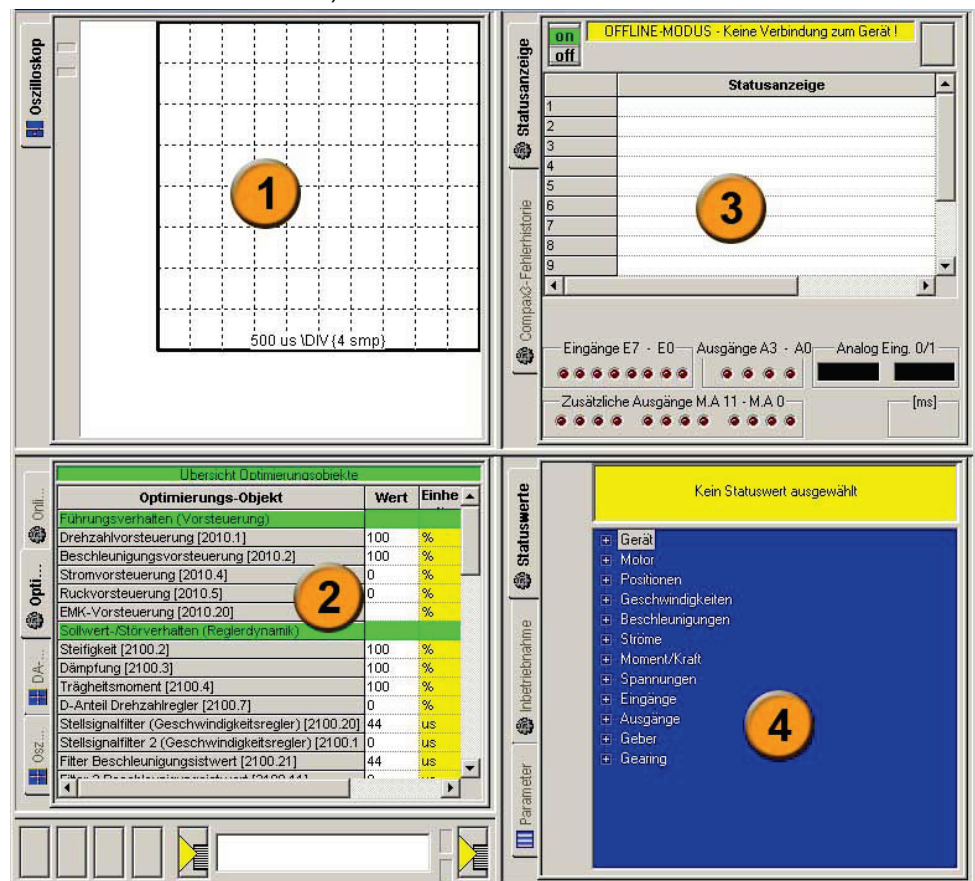 Oszilloskop
1
500 us \DIV {4 smp}
Statusanzeige
Compax3-Fehlerhistorie
on
off
OFFLINE-MODUS - Keine Verbindung zum Gerät !
Statusanzeige
1
2
3
4
5
6
7
8
9
3
Eingänge E7 - E0
Ausgänge A3 - A0
Analog Eing. 0/1
Zusätzliche Ausgänge M.A 11 - M.A 0
[ms]
Onli...
Opti...
DA-...
Osz...
Übersicht Optimierungsobjekte
Optimierungs-Objekt Wert Einhe
Führungsverhalten (Vorsteuerung)
Drehzahlvorsteuerung [2010.1] 100 %
Beschleunigungsvorsteuerung [2010.2] 100 %
Stromvorsteuerung [2010.4] 0 %
Ruckvorsteuerung [2010.5] 0 %
EMK-Vorsteuerung [2010.20] %
2
Sollwert-/Störverhalten (Reglerdynamik)
Steifigkeit [2100.2] 100 %
Dämpfung [2100.3] 100 %
Trägheitsmoment [2100.4] 100 %
D-Anteil Drehzahlregler [2100.7] 0 %
Stellsignalfilter (Geschwindigkeitsregler) [2100.20] 44 us
Stellsignalfilter 2 (Geschwindigkeitsregler) [2100.1 0 us
Filter Beschleunigungsistwert [2100.21] 44 us
Statuswerte
Inbetriebnahme
Parameter
Kein Statuswert ausgewählt
Gerät
Motor
Positionen
Geschwindigkeiten
Beschleunigungen
Ströme
Moment/Kraft
Spannungen
Eingänge
Ausgänge
Geber
Gearing
4